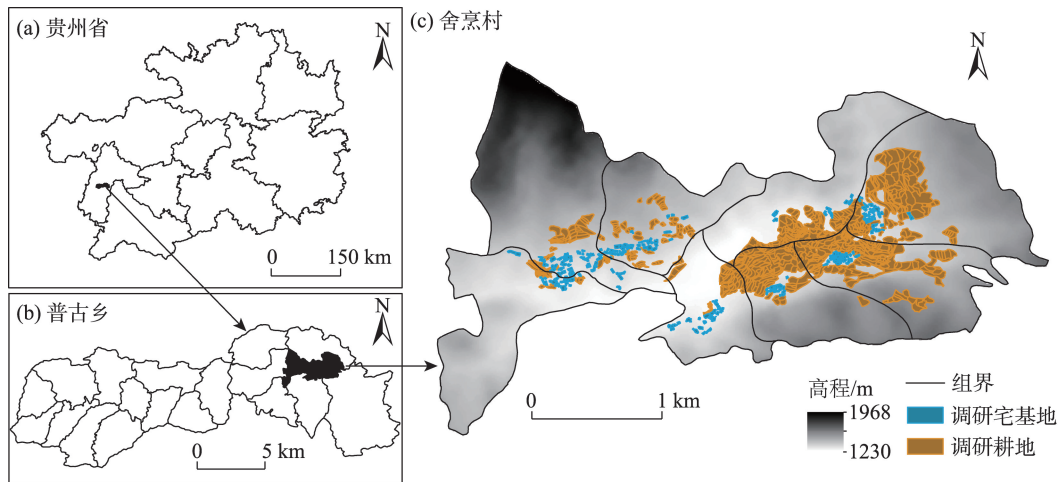 (a) 贵州省
N
0 150 km
(b) 普古乡
N
0 5 km
(c) 舍烹村
N
0 1 km
高程/m
1968
1230
组界
调研宅基地
调研耕地